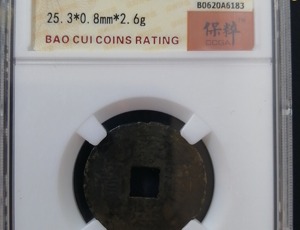 B0620A6183
25.3*0.8mm*2.6g
保粹
BAO CUI COINS RATING